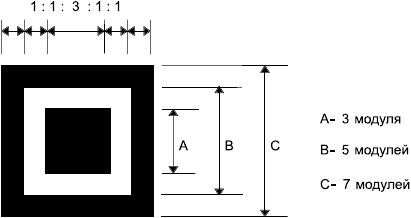 1 : 1 : 3 : 1 : 1
A B C
A- 3 модуля
B- 5 модулей
C- 7 модулей